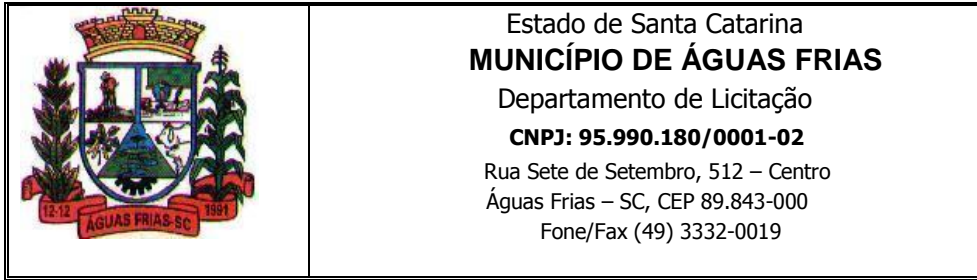 Estado de Santa Catarina
MUNICÍPIO DE ÁGUAS FRIAS
Departamento de Licitação
CNPJ: 95.990.180/0001-02
Rua Sete de Setembro, 512 – Centro
Águas Frias – SC, CEP 89.843-000
Fone/Fax (49) 3332-0019
12-12
ÁGUAS FRIAS-SC
1991